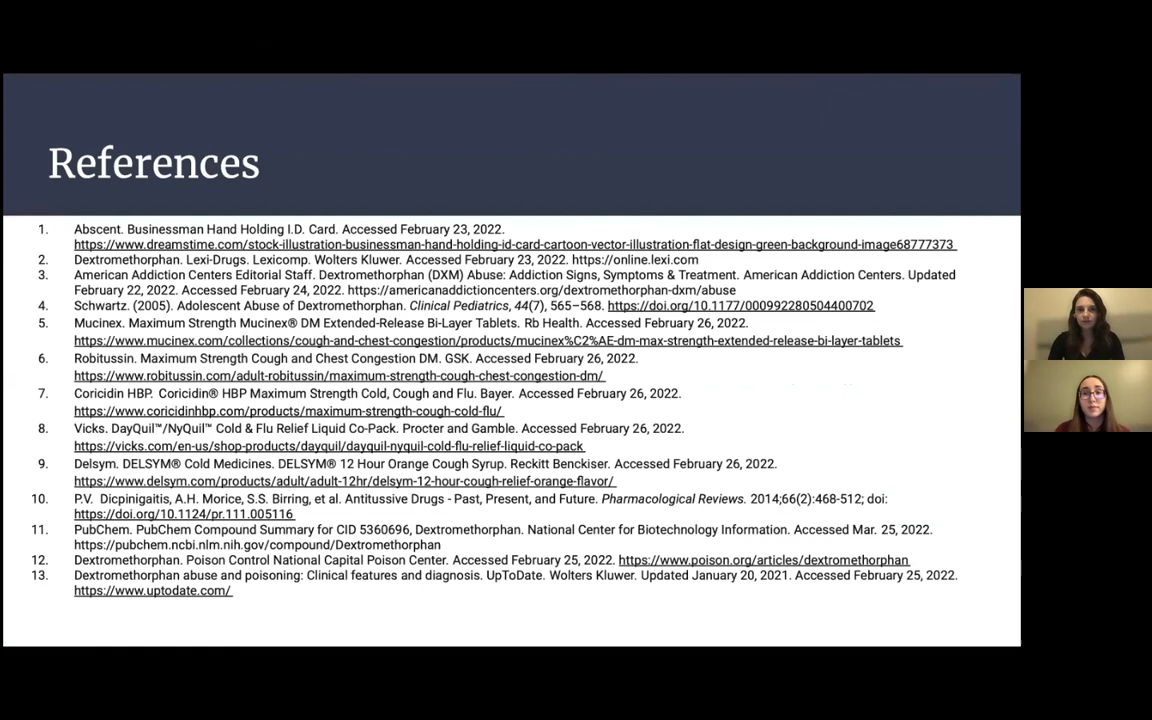 References
1. Abscent. Businessman Hand Holding I.D. Card. Accessed February 23, 2022.
https://www.dreamstime.com/stock-illustration-businessman-hand-holding-id-card-cartoon-vector-illustration-flat-design-green-background-image68777373
2. Dextromethorphan. Lexi-Drugs. Lexicomp. Wolters Kluwer. Accessed February 23, 2022. https://online.lexi.com
3. American Addiction Centers Editorial Staff. Dextromethorphan (DXM) Abuse: Addiction Signs, Symptoms & Treatment. American Addiction Centers. Updated
February 22, 2022. Accessed February 24, 2022. https://americanaddictioncenters.org/dextromethorphan-dxm/abuse
4. Schwartz. (2005). Adolescent Abuse of Dextromethorphan. Clinical Pediatrics, 44(7), 565–568. https://doi.org/10.1177/000992280504400702
5. Mucinex. Maximum Strength Mucinex® DM Extended-Release Bi-Layer Tablets. Rb Health. Accessed February 26, 2022.
https://www.mucinex.com/collections/cough-and-chest-congestion/products/mucinex%C2%AE-dm-max-strength-extended-release-bi-layer-tablets
6. Robitussin. Maximum Strength Cough and Chest Congestion DM. GSK. Accessed February 26, 2022.
https://www.robitussin.com/adult-robitussin/maximum-strength-cough-chest-congestion-dm/
7. Coricidin HBP. Coricidin® HBP Maximum Strength Cold, Cough and Flu. Bayer. Accessed February 26, 2022.
https://www.coricidinhbp.com/products/maximum-strength-cough-cold-flu/
8. Vicks. DayQuil™/NyQuil™ Cold & Flu Relief Liquid Co-Pack. Procter and Gamble. Accessed February 26, 2022.
https://vicks.com/en-us/shop-products/dayquil/dayquil-nyquil-cold-flu-relief-liquid-co-pack
9. Delsym. DELSYM® Cold Medicines. DELSYM® 12 Hour Orange Cough Syrup. Reckitt Benckiser. Accessed February 26, 2022.
https://www.delsym.com/products/adult/adult-12hr/delsym-12-hour-cough-relief-orange-flavor/
10. P.V. Dicpinigaitis, A.H. Morice, S.S. Birring, et al. Antitussive Drugs - Past, Present, and Future. Pharmacological Reviews. 2014;66(2):468-512; doi:
https://doi.org/10.1124/pr.111.005116
11. PubChem. PubChem Compound Summary for CID 5360696, Dextromethorphan. National Center for Biotechnology Information. Accessed Mar. 25, 2022.
https://pubchem.ncbi.nlm.nih.gov/compound/Dextromethorphan
12. Dextromethorphan. Poison Control National Capital Poison Center. Accessed February 25, 2022. https://www.poison.org/articles/dextromethorphan
13. Dextromethorphan abuse and poisoning: Clinical features and diagnosis. UpToDate. Wolters Kluwer. Updated January 20, 2021. Accessed February 25, 2022.
https://www.uptodate.com/